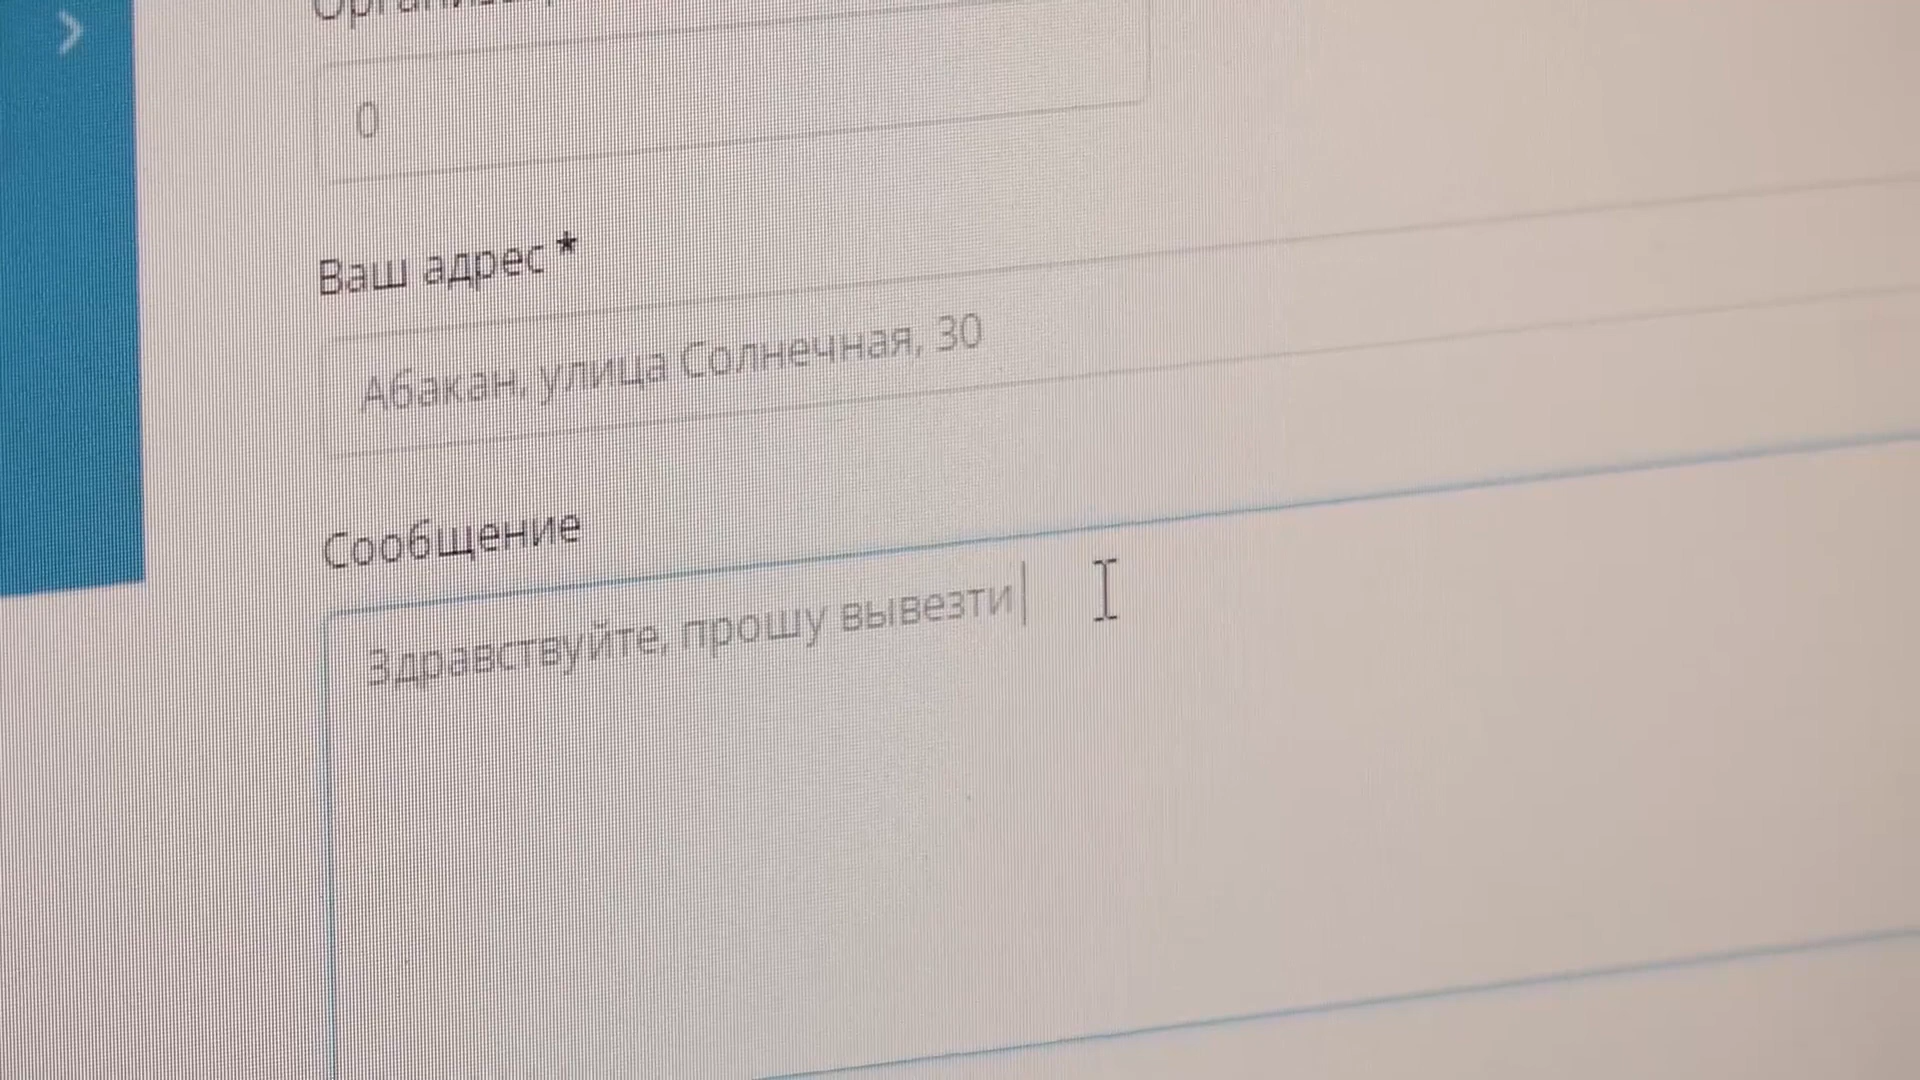 0
Ваш адрес *
Абакан, улица Солнечная, 30
Сообщение
Здравствуйте, прошу вывезти